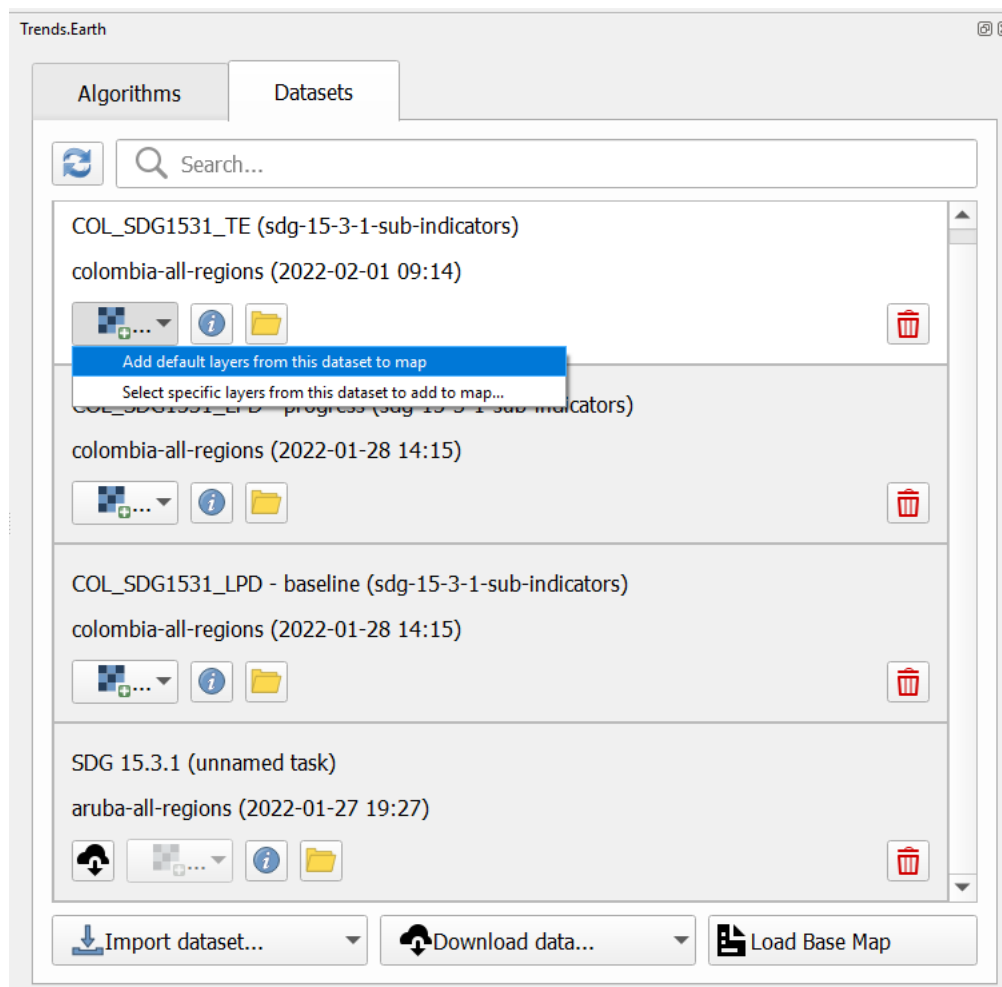 Trends.Earth
Algorithms
Datasets
Search...
COL_SDG1531_TE (sdg-15-3-1-sub-indicators)
colombia-all-regions (2022-02-01 09:14)
...
Add default layers from this dataset to map
Select specific layers from this dataset to add to map...
COL_SDG1531_LPD - progress (sdg-15-3-1-sub-indicators)
colombia-all-regions (2022-01-28 14:15)
...
COL_SDG1531_LPD - baseline (sdg-15-3-1-sub-indicators)
colombia-all-regions (2022-01-28 14:15)
...
SDG 15.3.1 (unnamed task)
aruba-all-regions (2022-01-27 19:27)
...
Import dataset...
Download data...
Load Base Map